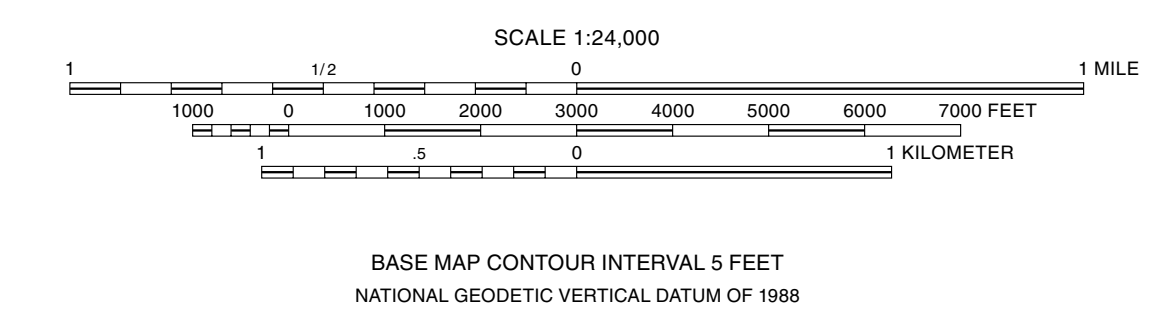 SCALE 1:24,000
1 1/2 0 1 MILE
1000 0 1000 2000 3000 4000 5000 6000 7000 FEET
1 .5 0 1 KILOMETER
BASE MAP CONTOUR INTERVAL 5 FEET
NATIONAL GEODETIC VERTICAL DATUM OF 1988